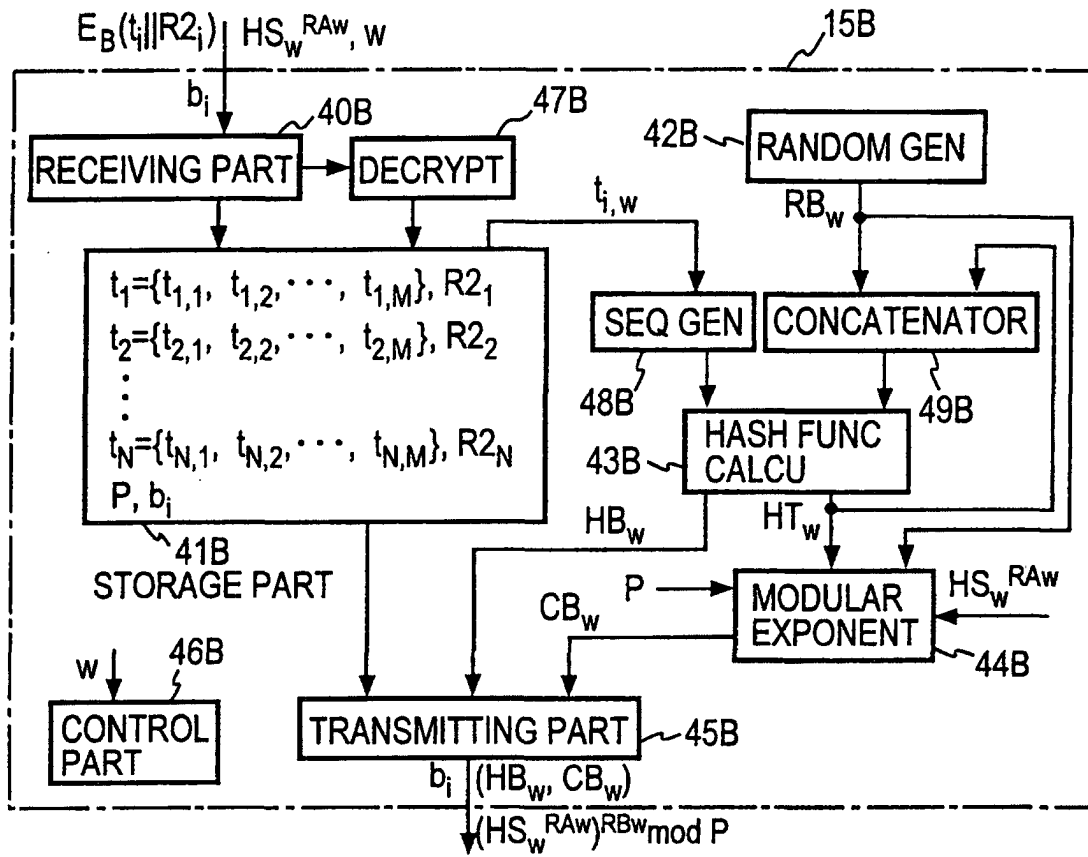 E_B(t_i||R2_i) HS_w^RAw, w
15B
b_i
40B
47B
42B
RECEIVING PART
DECRYPT
RANDOM GEN
t_i,w
RB_w
t_1={t_1,1, t_1,2, ···, t_1,M}, R2_1
t_2={t_2,1, t_2,2, ···, t_2,M}, R2_2
⋮
t_N={t_N,1, t_N,2, ···, t_N,M}, R2_N
P, b_i
SEQ GEN
CONCATENATOR
48B
49B
43B
HASH FUNC
CALCU
HB_w
HT_w
41B
STORAGE PART
P
MODULAR
EXPONENT
HS_w^RAw
CB_w
44B
w
46B
CONTROL
PART
TRANSMITTING PART
45B
b_i (HB_w, CB_w)
(HS_w^RAw)^RBw mod P